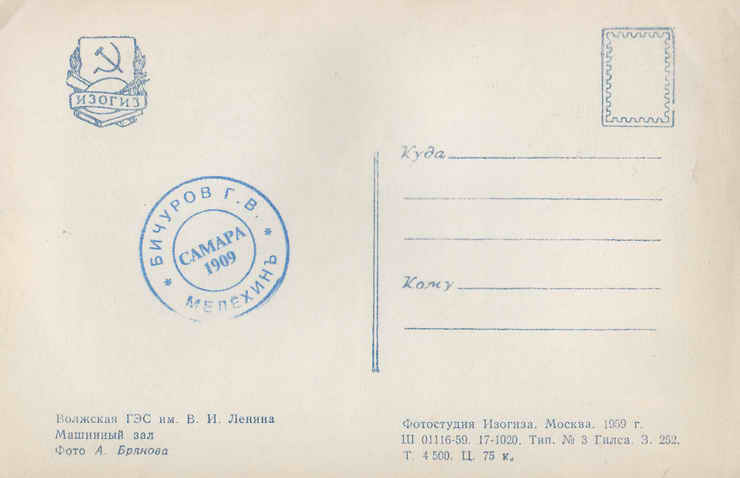 ИЗОГИЗ
Куда
БИЧУРОВ Г. В.
САМАРА
1909
МЕЛЕХИНЪ
Кому
Волжская ГЭС им. В. И. Ленина
Машинный зал
Фото А. Брянова
Фотостудия Изогиза. Москва. 1959 г.
Ш 01116-59. 17-1020. Тип. № 3 Гилса. З. 252.
Т. 4 500. Ц. 75 к.